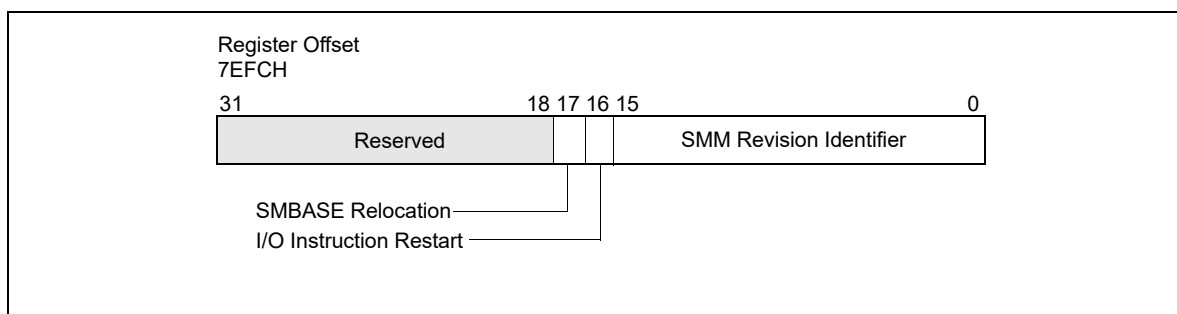 Register Offset
7EFCH
31 18 17 16 15 0
Reserved SMM Revision Identifier
SMBASE Relocation
I/O Instruction Restart